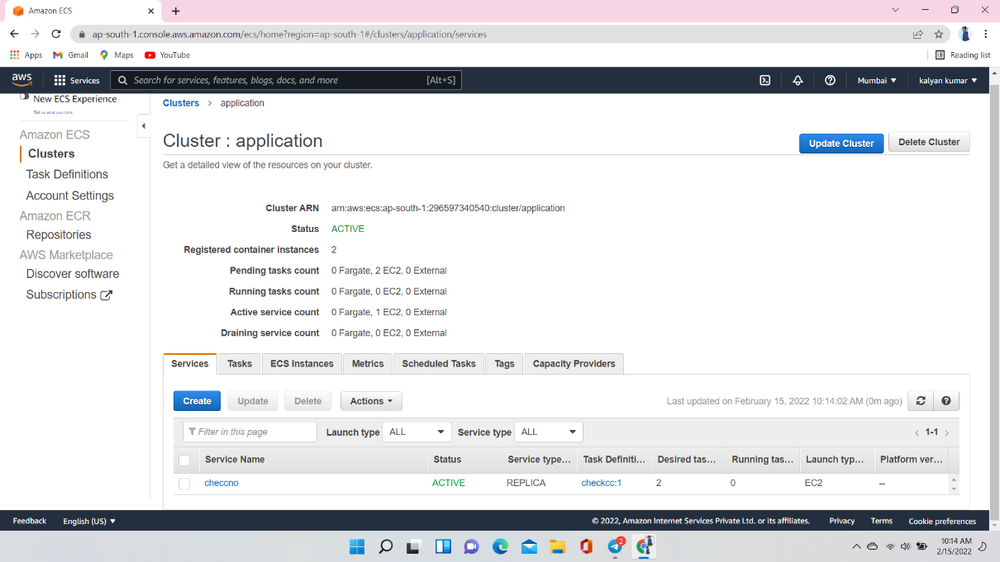 Amazon ECS
ap-south-1.console.aws.amazon.com/ecs/home?region=ap-south-1#/clusters/application/services
Apps Gmail Maps YouTube Reading list
aws Services Search for services, features, blogs, docs, and more [Alt+S] Mumbai ▼ kalyan kumar ▼
New ECS Experience
Tell us what you think
Amazon ECS
Clusters
Task Definitions
Account Settings
Amazon ECR
Repositories
AWS Marketplace
Discover software
Subscriptions
Clusters > application
Cluster : application
Update Cluster Delete Cluster
Get a detailed view of the resources on your cluster.
Cluster ARN arn:aws:ecs:ap-south-1:296597340540:cluster/application
Status ACTIVE
Registered container instances 2
Pending tasks count 0 Fargate, 2 EC2, 0 External
Running tasks count 0 Fargate, 0 EC2, 0 External
Active service count 0 Fargate, 1 EC2, 0 External
Draining service count 0 Fargate, 0 EC2, 0 External
Services Tasks ECS Instances Metrics Scheduled Tasks Tags Capacity Providers
Create Update Delete Actions Last updated on February 15, 2022 10:14:02 AM (0m ago)
Filter in this page Launch type ALL Service type ALL < 1-1 >
Service Name Status Service type... Task Definiti... Desired tas... Running tas... Launch typ... Platform ver...
checcno ACTIVE REPLICA checkcc:1 2 0 EC2 --
Feedback English (US) ▼ © 2022, Amazon Internet Services Private Ltd. or its affiliates. Privacy Terms Cookie preferences
2
10:14 AM
2/15/2022